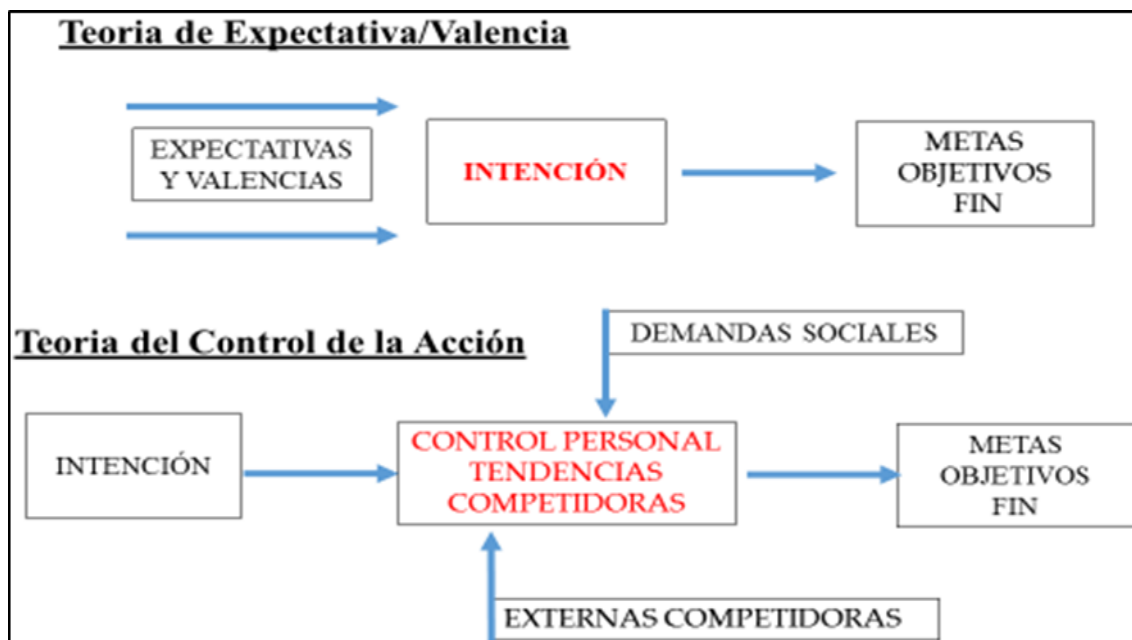 Teoria de Expectativa/Valencia
EXPECTATIVAS
Y VALENCIAS
INTENCIÓN
METAS
OBJETIVOS
FIN
DEMANDAS SOCIALES
Teoria del Control de la Acción
INTENCIÓN
CONTROL PERSONAL
TENDENCIAS
COMPETIDORAS
METAS
OBJETIVOS
FIN
EXTERNAS COMPETIDORAS